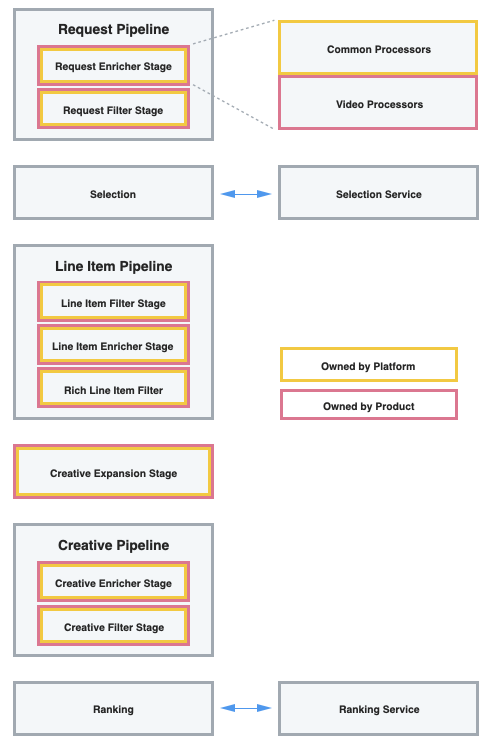 Request Pipeline
Request Enricher Stage
Request Filter Stage
Common Processors
Video Processors
Selection
Selection Service
Line Item Pipeline
Line Item Filter Stage
Line Item Enricher Stage
Rich Line Item Filter
Owned by Platform
Owned by Product
Creative Expansion Stage
Creative Pipeline
Creative Enricher Stage
Creative Filter Stage
Ranking
Ranking Service